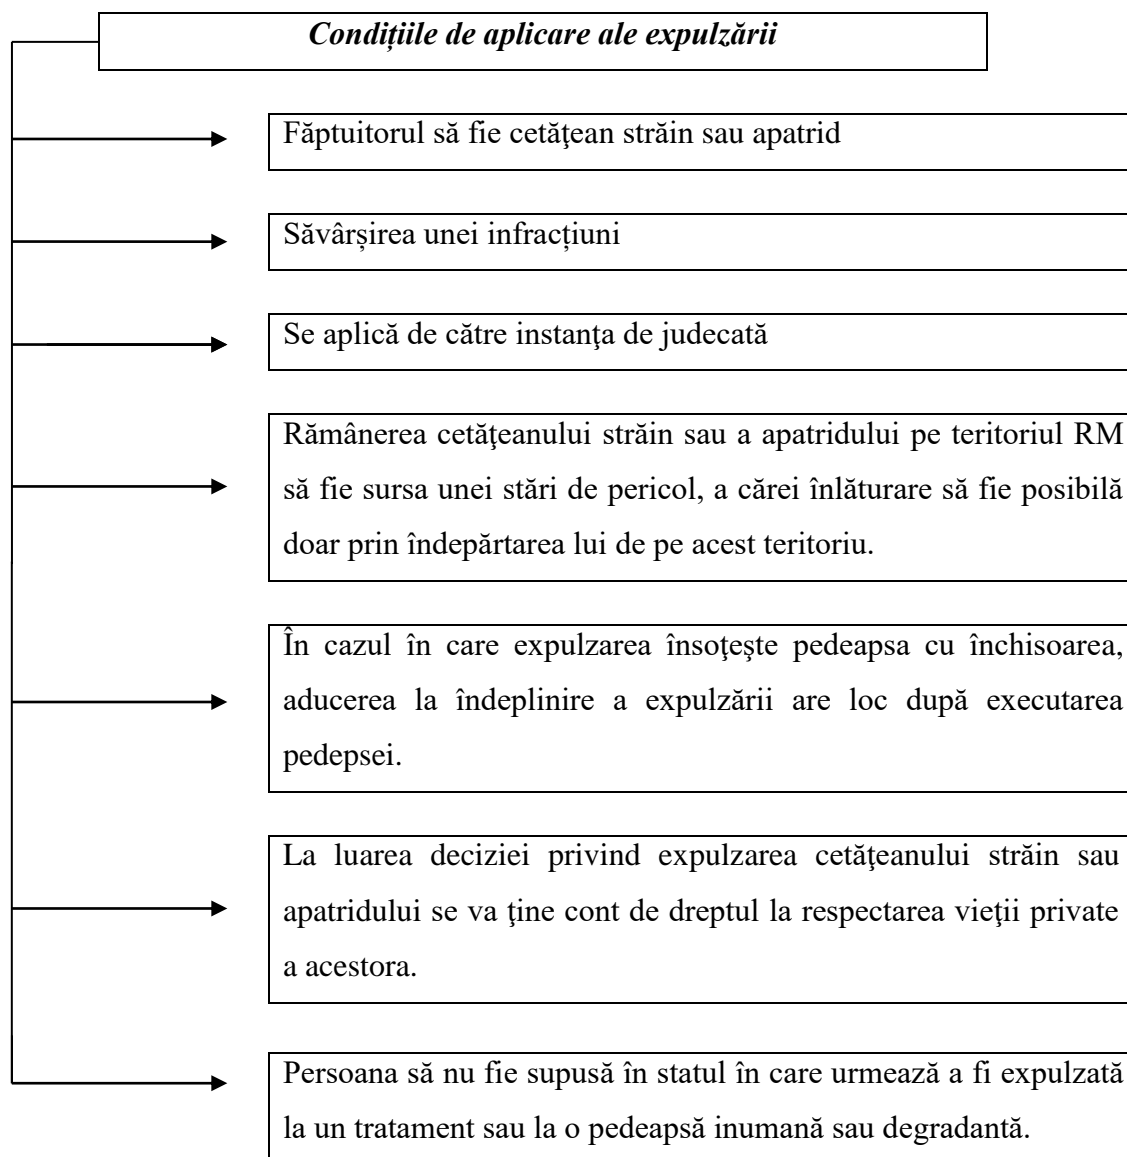 Condițiile de aplicare ale expulzării
Făptuitorul să fie cetăţean străin sau apatrid
Săvârșirea unei infracțiuni
Se aplică de către instanţa de judecată
Rămânerea cetăţeanului străin sau a apatridului pe teritoriul RM
să fie sursa unei stări de pericol, a cărei înlăturare să fie posibilă
doar prin îndepărtarea lui de pe acest teritoriu.
În cazul în care expulzarea însoţeşte pedeapsa cu închisoarea,
aducerea la îndeplinire a expulzării are loc după executarea
pedepsei.
La luarea deciziei privind expulzarea cetăţeanului străin sau
apatridului se va ţine cont de dreptul la respectarea vieţii private
a acestora.
Persoana să nu fie supusă în statul în care urmează a fi expulzată
la un tratament sau la o pedeapsă inumană sau degradantă.